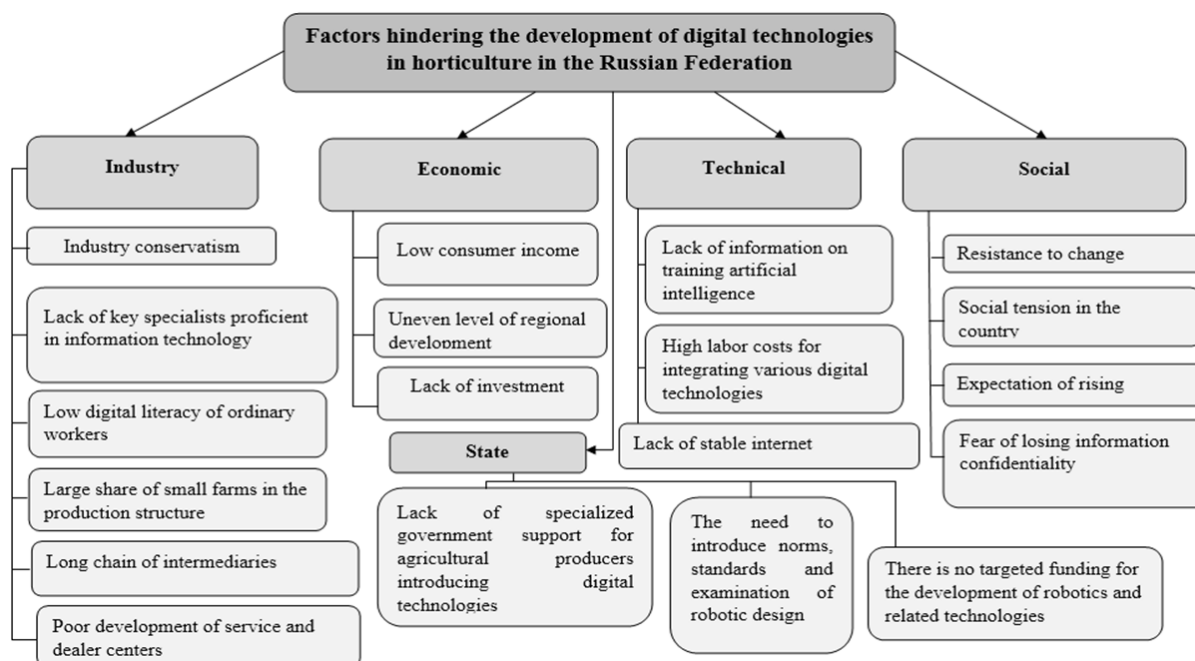 Factors hindering the development of digital technologies
in horticulture in the Russian Federation
Industry
Industry conservatism
Lack of key specialists proficient
in information technology
Low digital literacy of ordinary
workers
Large share of small farms in the
production structure
Long chain of intermediaries
Poor development of service and
dealer centers
Economic
Low consumer income
Uneven level of regional
development
Lack of investment
Technical
Lack of information on
training artificial
intelligence
High labor costs for
integrating various digital
technologies
Lack of stable internet
Social
Resistance to change
Social tension in the
country
Expectation of rising
Fear of losing information
confidentiality
State
Lack of specialized
government support for
agricultural producers
introducing digital
technologies
The need to
introduce norms,
standards and
examination of
robotic design
There is no targeted funding for
the development of robotics and
related technologies